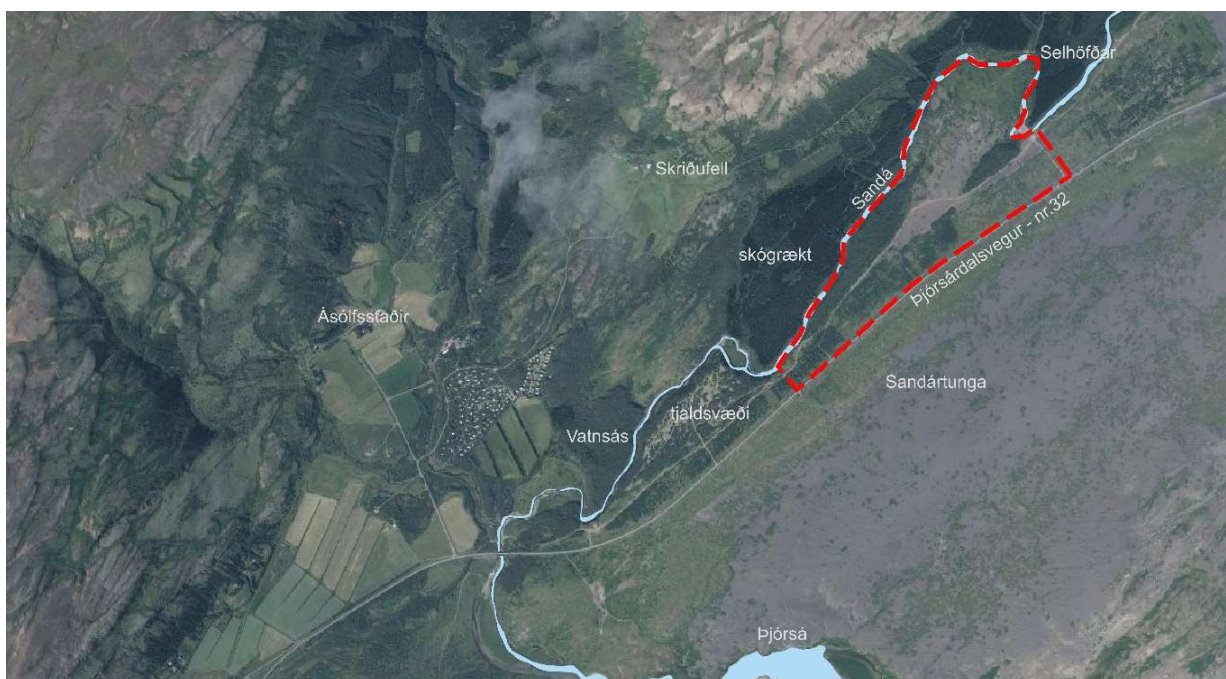 Selhöfðar
Skriðufell
Sandá
skógrækt
Þjórsárdalsvegur - nr.32
Ásólfsstaðir
Sandártunga
tjaldsvæði
Vatnsás
Þjórsá